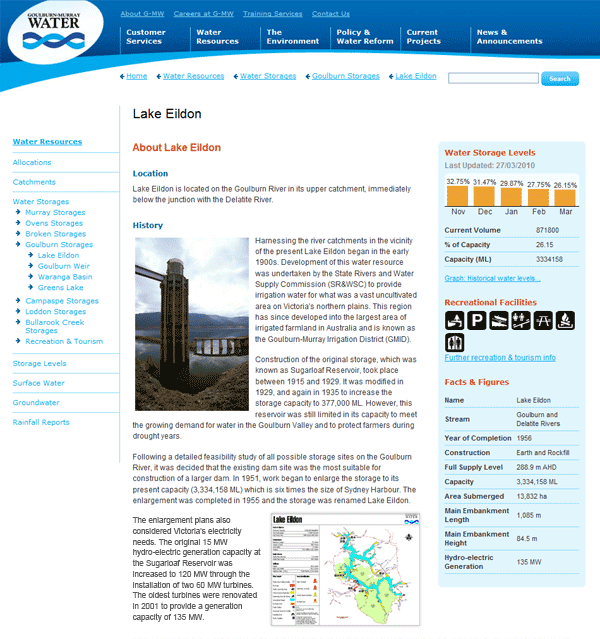 GOULBURN-MURRAY
WATER
About G-MW Careers at G-MW Training Services Contact Us
Customer Services
Water Resources
The Environment
Policy & Water Reform
Current Projects
News & Announcements
Home Water Resources Water Storages Goulburn Storages Lake Eildon
Search
Lake Eildon
Water Resources
Allocations
Catchments
Water Storages
Murray Storages
Ovens Storages
Broken Storages
Goulburn Storages
Lake Eildon
Goulburn Weir
Waranga Basin
Greens Lake
Campaspe Storages
Loddon Storages
Bullarook Creek
Storages
Recreation & Tourism
Storage Levels
Surface Water
Groundwater
Rainfall Reports
About Lake Eildon
Location
Lake Eildon is located on the Goulburn River in its upper catchment, immediately
below the junction with the Delatite River.
History
Harnessing the river catchments in the vicinity
of the present Lake Eildon began in the early
1900s. Development of this water resource
was undertaken by the State Rivers and Water
Supply Commission (SR&WSC) to provide
irrigation water for what was a vast uncultivated
area on Victoria's northern plains. This region
has since developed into the largest area of
irrigated farmland in Australia and is known as
the Goulburn-Murray Irrigation District (GMID).
Construction of the original storage, which was
known as Sugarloaf Reservoir, took place
between 1915 and 1929. It was modified in
1929, and again in 1935 to increase the
storage capacity to 377,000 ML. However, this
reservoir was still limited in its capacity to meet
the growing demand for water in the Goulburn Valley and to protect farmers during
drought years.
Following a detailed feasibility study of all possible storage sites on the Goulburn
River, it was decided that the existing dam site was the most suitable for
construction of a larger dam. In 1951, work began to enlarge the storage to its
present capacity (3,334,158 ML) which is six times the size of Sydney Harbour. The
enlargement was completed in 1955 and the storage was renamed Lake Eildon.
The enlargement plans also
considered Victoria's electricity
needs. The original 15 MW
hydro-electric generation capacity at
the Sugarloaf Reservoir was
increased to 120 MW through the
installation of two 60 MW turbines.
The oldest turbines were renovated
in 2001 to provide a generation
capacity of 135 MW.
Lake Eildon
Water Storage Levels
Last Updated: 27/03/2010
32.75% 31.47% 29.87% 27.75% 26.15%
Nov Dec Jan Feb Mar
Current Volume 871800
% of Capacity 26.15
Capacity (ML) 3334158
Graph: Historical water levels...
Recreational Facilities
P
Further recreation & tourism info
Facts & Figures
Name Lake Eildon
Stream Goulburn and Delatite Rivers
Year of Completion 1956
Construction Earth and Rockfill
Full Supply Level 288.9 m AHD
Capacity 3,334,158 ML
Area Submerged 13,832 ha
Main Embankment Length 1,085 m
Main Embankment Height 84.5 m
Hydro-electric Generation 135 MW